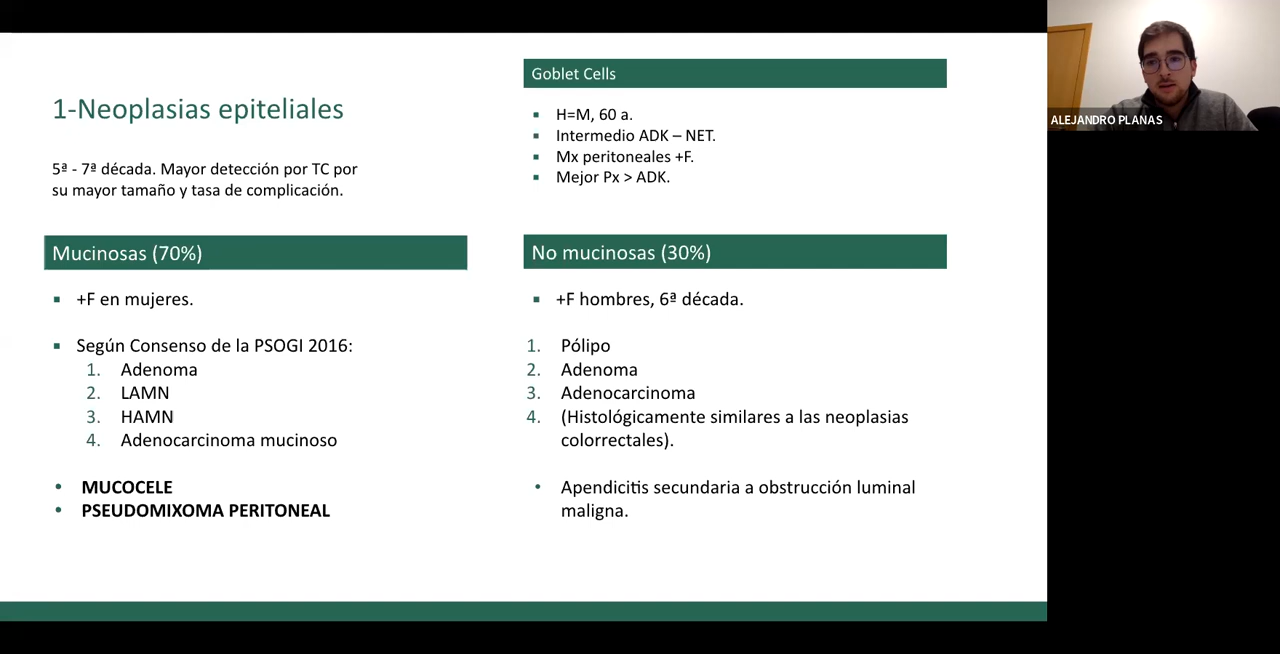 1-Neoplasias epiteliales
5ª - 7ª década. Mayor detección por TC por
su mayor tamaño y tasa de complicación.
Goblet Cells
▪ H=M, 60 a.
▪ Intermedio ADK – NET.
▪ Mx peritoneales +F.
▪ Mejor Px > ADK.
Mucinosas (70%)
▪ +F en mujeres.
▪ Según Consenso de la PSOGI 2016:
1. Adenoma
2. LAMN
3. HAMN
4. Adenocarcinoma mucinoso
• MUCOCELE
• PSEUDOMIXOMA PERITONEAL
No mucinosas (30%)
▪ +F hombres, 6ª década.
1. Pólipo
2. Adenoma
3. Adenocarcinoma
4. (Histológicamente similares a las neoplasias
colorrectales).
• Apendicitis secundaria a obstrucción luminal
maligna.
ALEJANDRO PLANAS